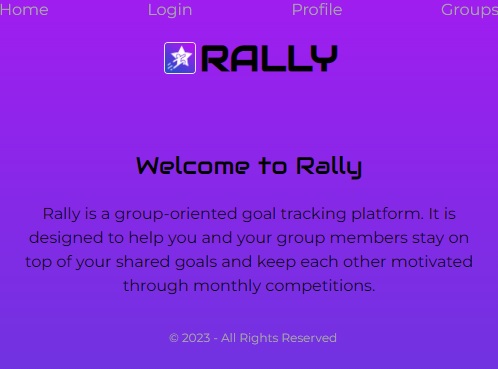 Home Login Profile Groups
RALLY
Welcome to Rally
Rally is a group-oriented goal tracking platform. It is
designed to help you and your group members stay on
top of your shared goals and keep each other motivated
through monthly competitions.
© 2023 - All Rights Reserved